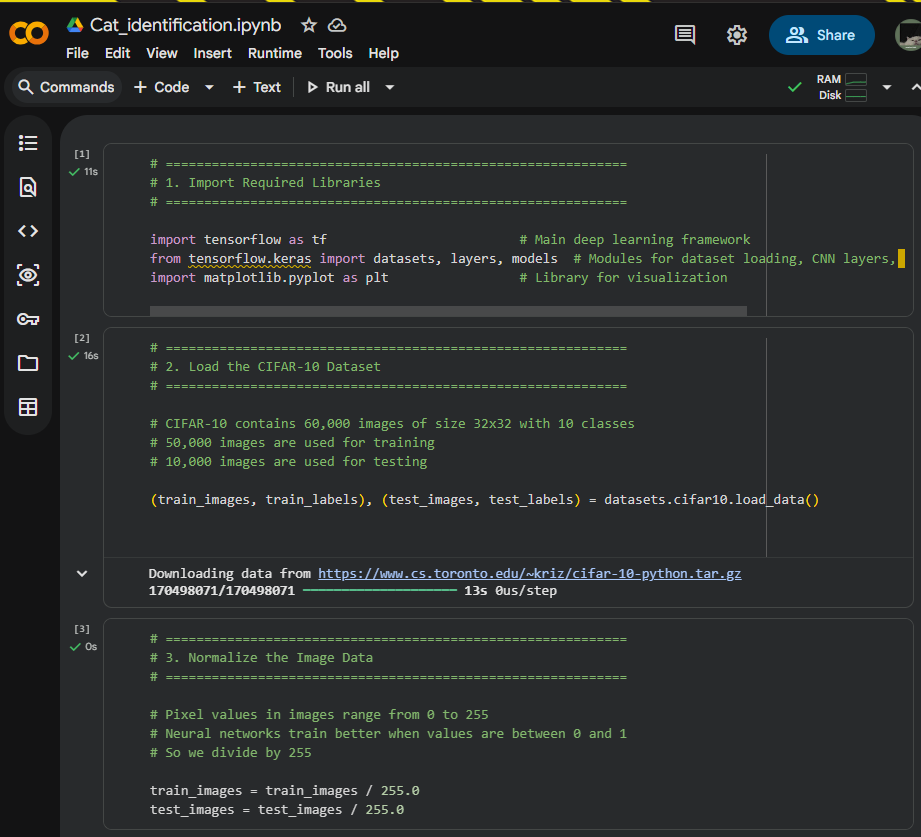 Cat_identification.ipynb
File Edit View Insert Runtime Tools Help
Share
Commands + Code + Text Run all
RAM
Disk
[1]
11s
# ============================================================
# 1. Import Required Libraries
# ============================================================
import tensorflow as tf # Main deep learning framework
from tensorflow.keras import datasets, layers, models # Modules for dataset loading, CNN layers,
import matplotlib.pyplot as plt # Library for visualization
[2]
16s
# ============================================================
# 2. Load the CIFAR-10 Dataset
# ============================================================
# CIFAR-10 contains 60,000 images of size 32x32 with 10 classes
# 50,000 images are used for training
# 10,000 images are used for testing
(train_images, train_labels), (test_images, test_labels) = datasets.cifar10.load_data()
Downloading data from https://www.cs.toronto.edu/~kriz/cifar-10-python.tar.gz
170498071/170498071 13s 0us/step
[3]
0s
# ============================================================
# 3. Normalize the Image Data
# ============================================================
# Pixel values in images range from 0 to 255
# Neural networks train better when values are between 0 and 1
# So we divide by 255
train_images = train_images / 255.0
test_images = test_images / 255.0